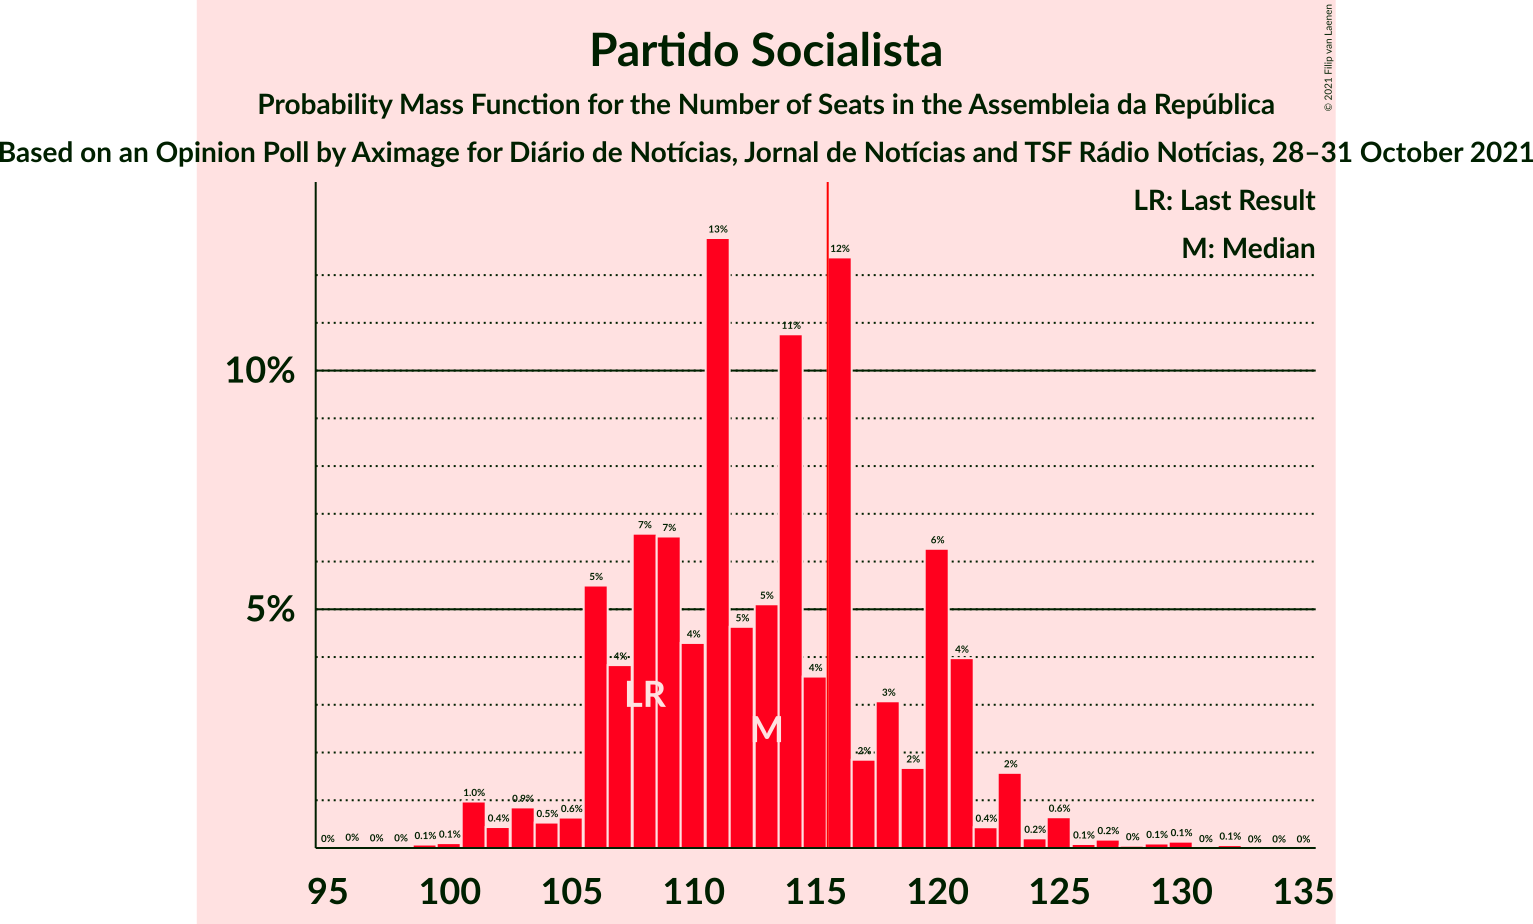 Partido Socialista
Probability Mass Function for the Number of Seats in the Assembleia da República
Based on an Opinion Poll by Aximage for Diário de Notícias, Jornal de Notícias and TSF Rádio Notícias, 28–31 October 2021
© 2021 Filip van Laenen
LR: Last Result
M: Median
10%
5%
0% 0% 0% 0% 0.1% 0.1% 1.0% 0.4% 0.9% 0.5% 0.6% 5% 4% 7% 7% 4% 13% 5% 5% 11% 4% 12% 2% 3% 2% 6% 4% 0.4% 2% 0.2% 0.6% 0.1% 0.2% 0% 0.1% 0.1% 0% 0.1% 0% 0% 0%
LR
M
95 100 105 110 115 120 125 130 135